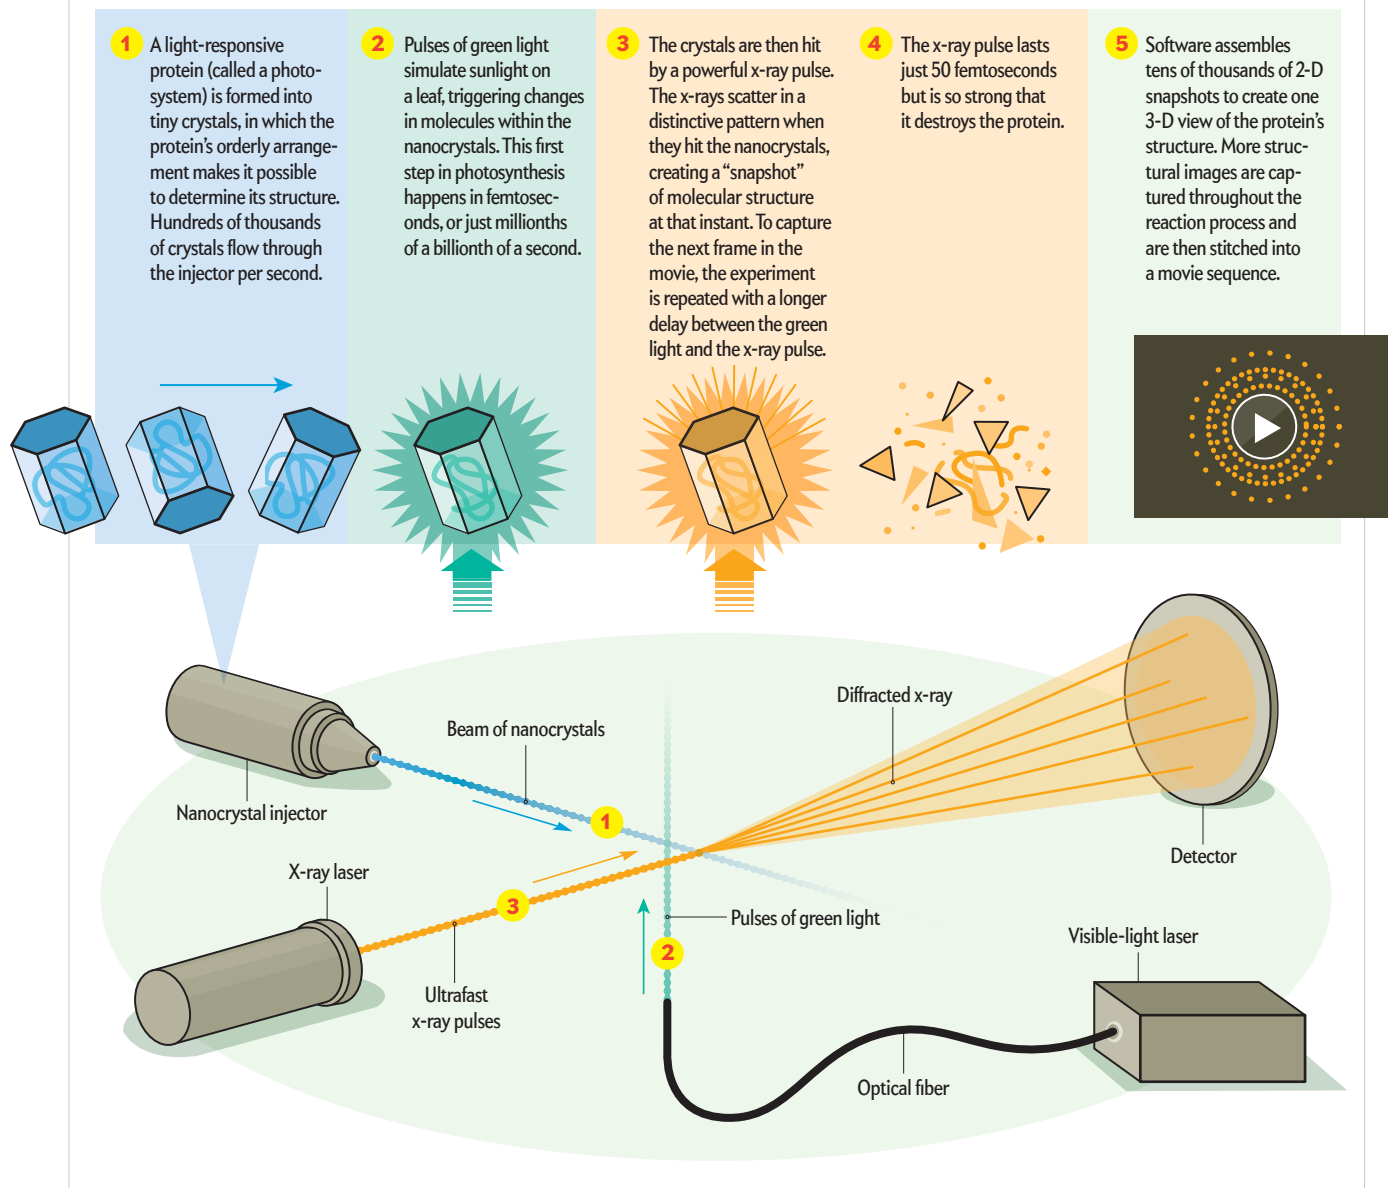 1
A light-responsive
protein (called a photo-
system) is formed into
tiny crystals, in which the
protein’s orderly arrange-
ment makes it possible
to determine its structure.
Hundreds of thousands
of crystals flow through
the injector per second.
2
Pulses of green light
simulate sunlight on
a leaf, triggering changes
in molecules within the
nanocrystals. This first
step in photosynthesis
happens in femtosec-
onds, or just millionths
of a billionth of a second.
3
The crystals are then hit
by a powerful x-ray pulse.
The x-rays scatter in a
distinctive pattern when
they hit the nanocrystals,
creating a “snapshot”
of molecular structure
at that instant. To capture
the next frame in the
movie, the experiment
is repeated with a longer
delay between the green
light and the x-ray pulse.
4
The x-ray pulse lasts
just 50 femtoseconds
but is so strong that
it destroys the protein.
5
Software assembles
tens of thousands of 2-D
snapshots to create one
3-D view of the protein’s
structure. More struc-
tural images are cap-
tured throughout the
reaction process and
are then stitched into
a movie sequence.
Diffracted x-ray
Beam of nanocrystals
Nanocrystal injector
1
Detector
X-ray laser
3
Pulses of green light
2
Visible-light laser
Ultrafast
x-ray pulses
Optical fiber